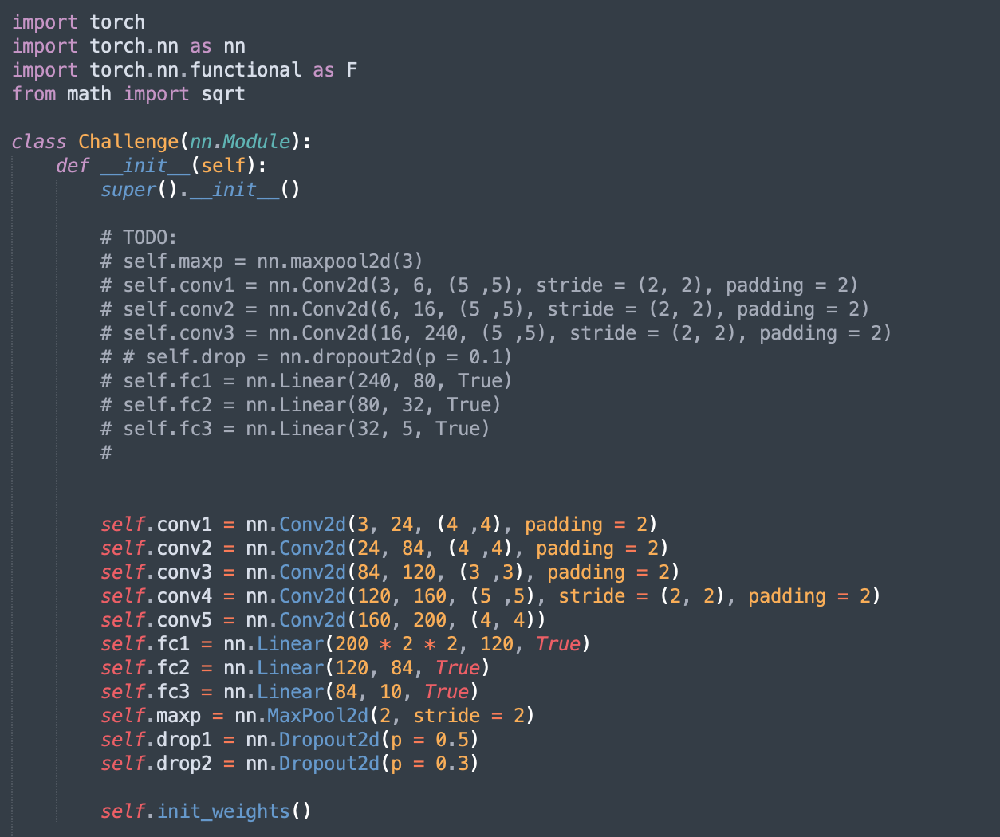 import torch
import torch.nn as nn
import torch.nn.functional as F
from math import sqrt

class Challenge(nn.Module):
    def __init__(self):
        super().__init__()

        # TODO:
        # self.maxp = nn.maxpool2d(3)
        # self.conv1 = nn.Conv2d(3, 6, (5 ,5), stride = (2, 2), padding = 2)
        # self.conv2 = nn.Conv2d(6, 16, (5 ,5), stride = (2, 2), padding = 2)
        # self.conv3 = nn.Conv2d(16, 240, (5 ,5), stride = (2, 2), padding = 2)
        # # self.drop = nn.dropout2d(p = 0.1)
        # self.fc1 = nn.Linear(240, 80, True)
        # self.fc2 = nn.Linear(80, 32, True)
        # self.fc3 = nn.Linear(32, 5, True)
        #

        self.conv1 = nn.Conv2d(3, 24, (4 ,4), padding = 2)
        self.conv2 = nn.Conv2d(24, 84, (4 ,4), padding = 2)
        self.conv3 = nn.Conv2d(84, 120, (3 ,3), padding = 2)
        self.conv4 = nn.Conv2d(120, 160, (5 ,5), stride = (2, 2), padding = 2)
        self.conv5 = nn.Conv2d(160, 200, (4, 4))
        self.fc1 = nn.Linear(200 * 2 * 2, 120, True)
        self.fc2 = nn.Linear(120, 84, True)
        self.fc3 = nn.Linear(84, 10, True)
        self.maxp = nn.MaxPool2d(2, stride = 2)
        self.drop1 = nn.Dropout2d(p = 0.5)
        self.drop2 = nn.Dropout2d(p = 0.3)

        self.init_weights()